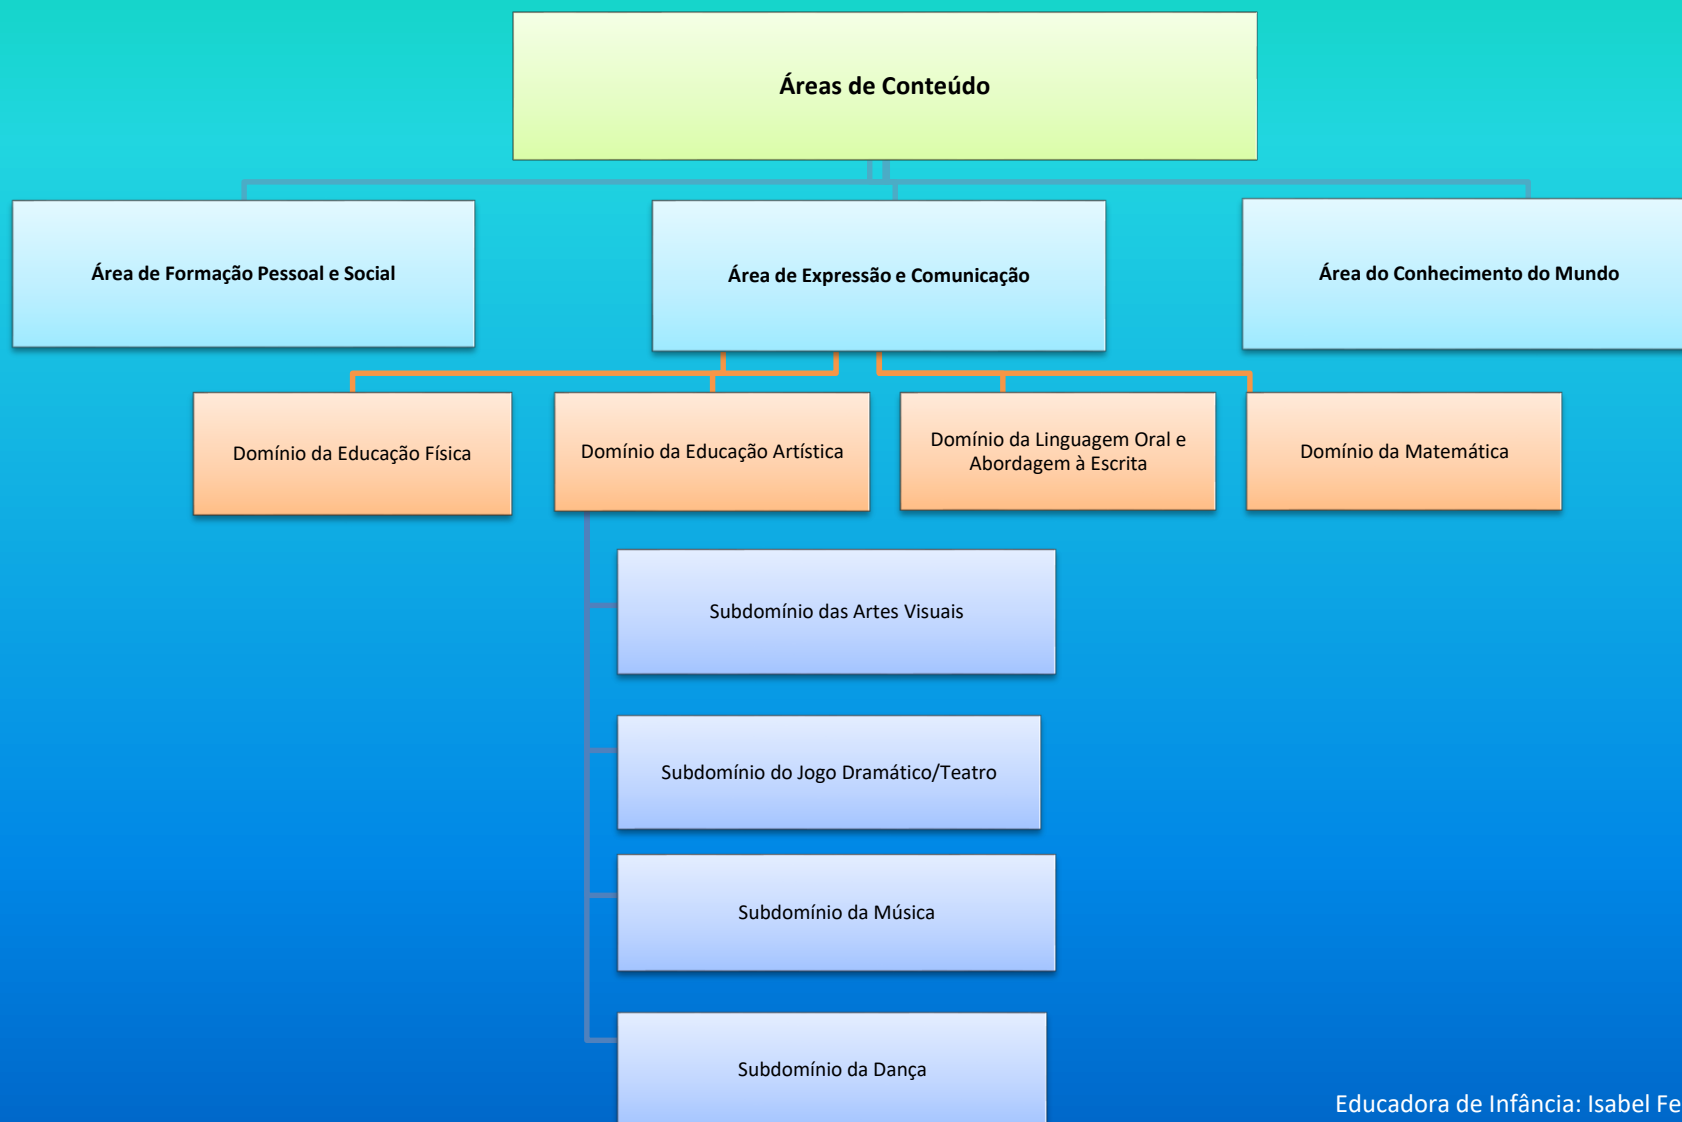 Áreas de Conteúdo
Área de Formação Pessoal e Social
Área de Expressão e Comunicação
Área do Conhecimento do Mundo
Domínio da Educação Física
Domínio da Educação Artística
Domínio da Linguagem Oral e
Abordagem à Escrita
Domínio da Matemática
Subdomínio das Artes Visuais
Subdomínio do Jogo Dramático/Teatro
Subdomínio da Música
Subdomínio da Dança
Educadora de Infância: Isabel